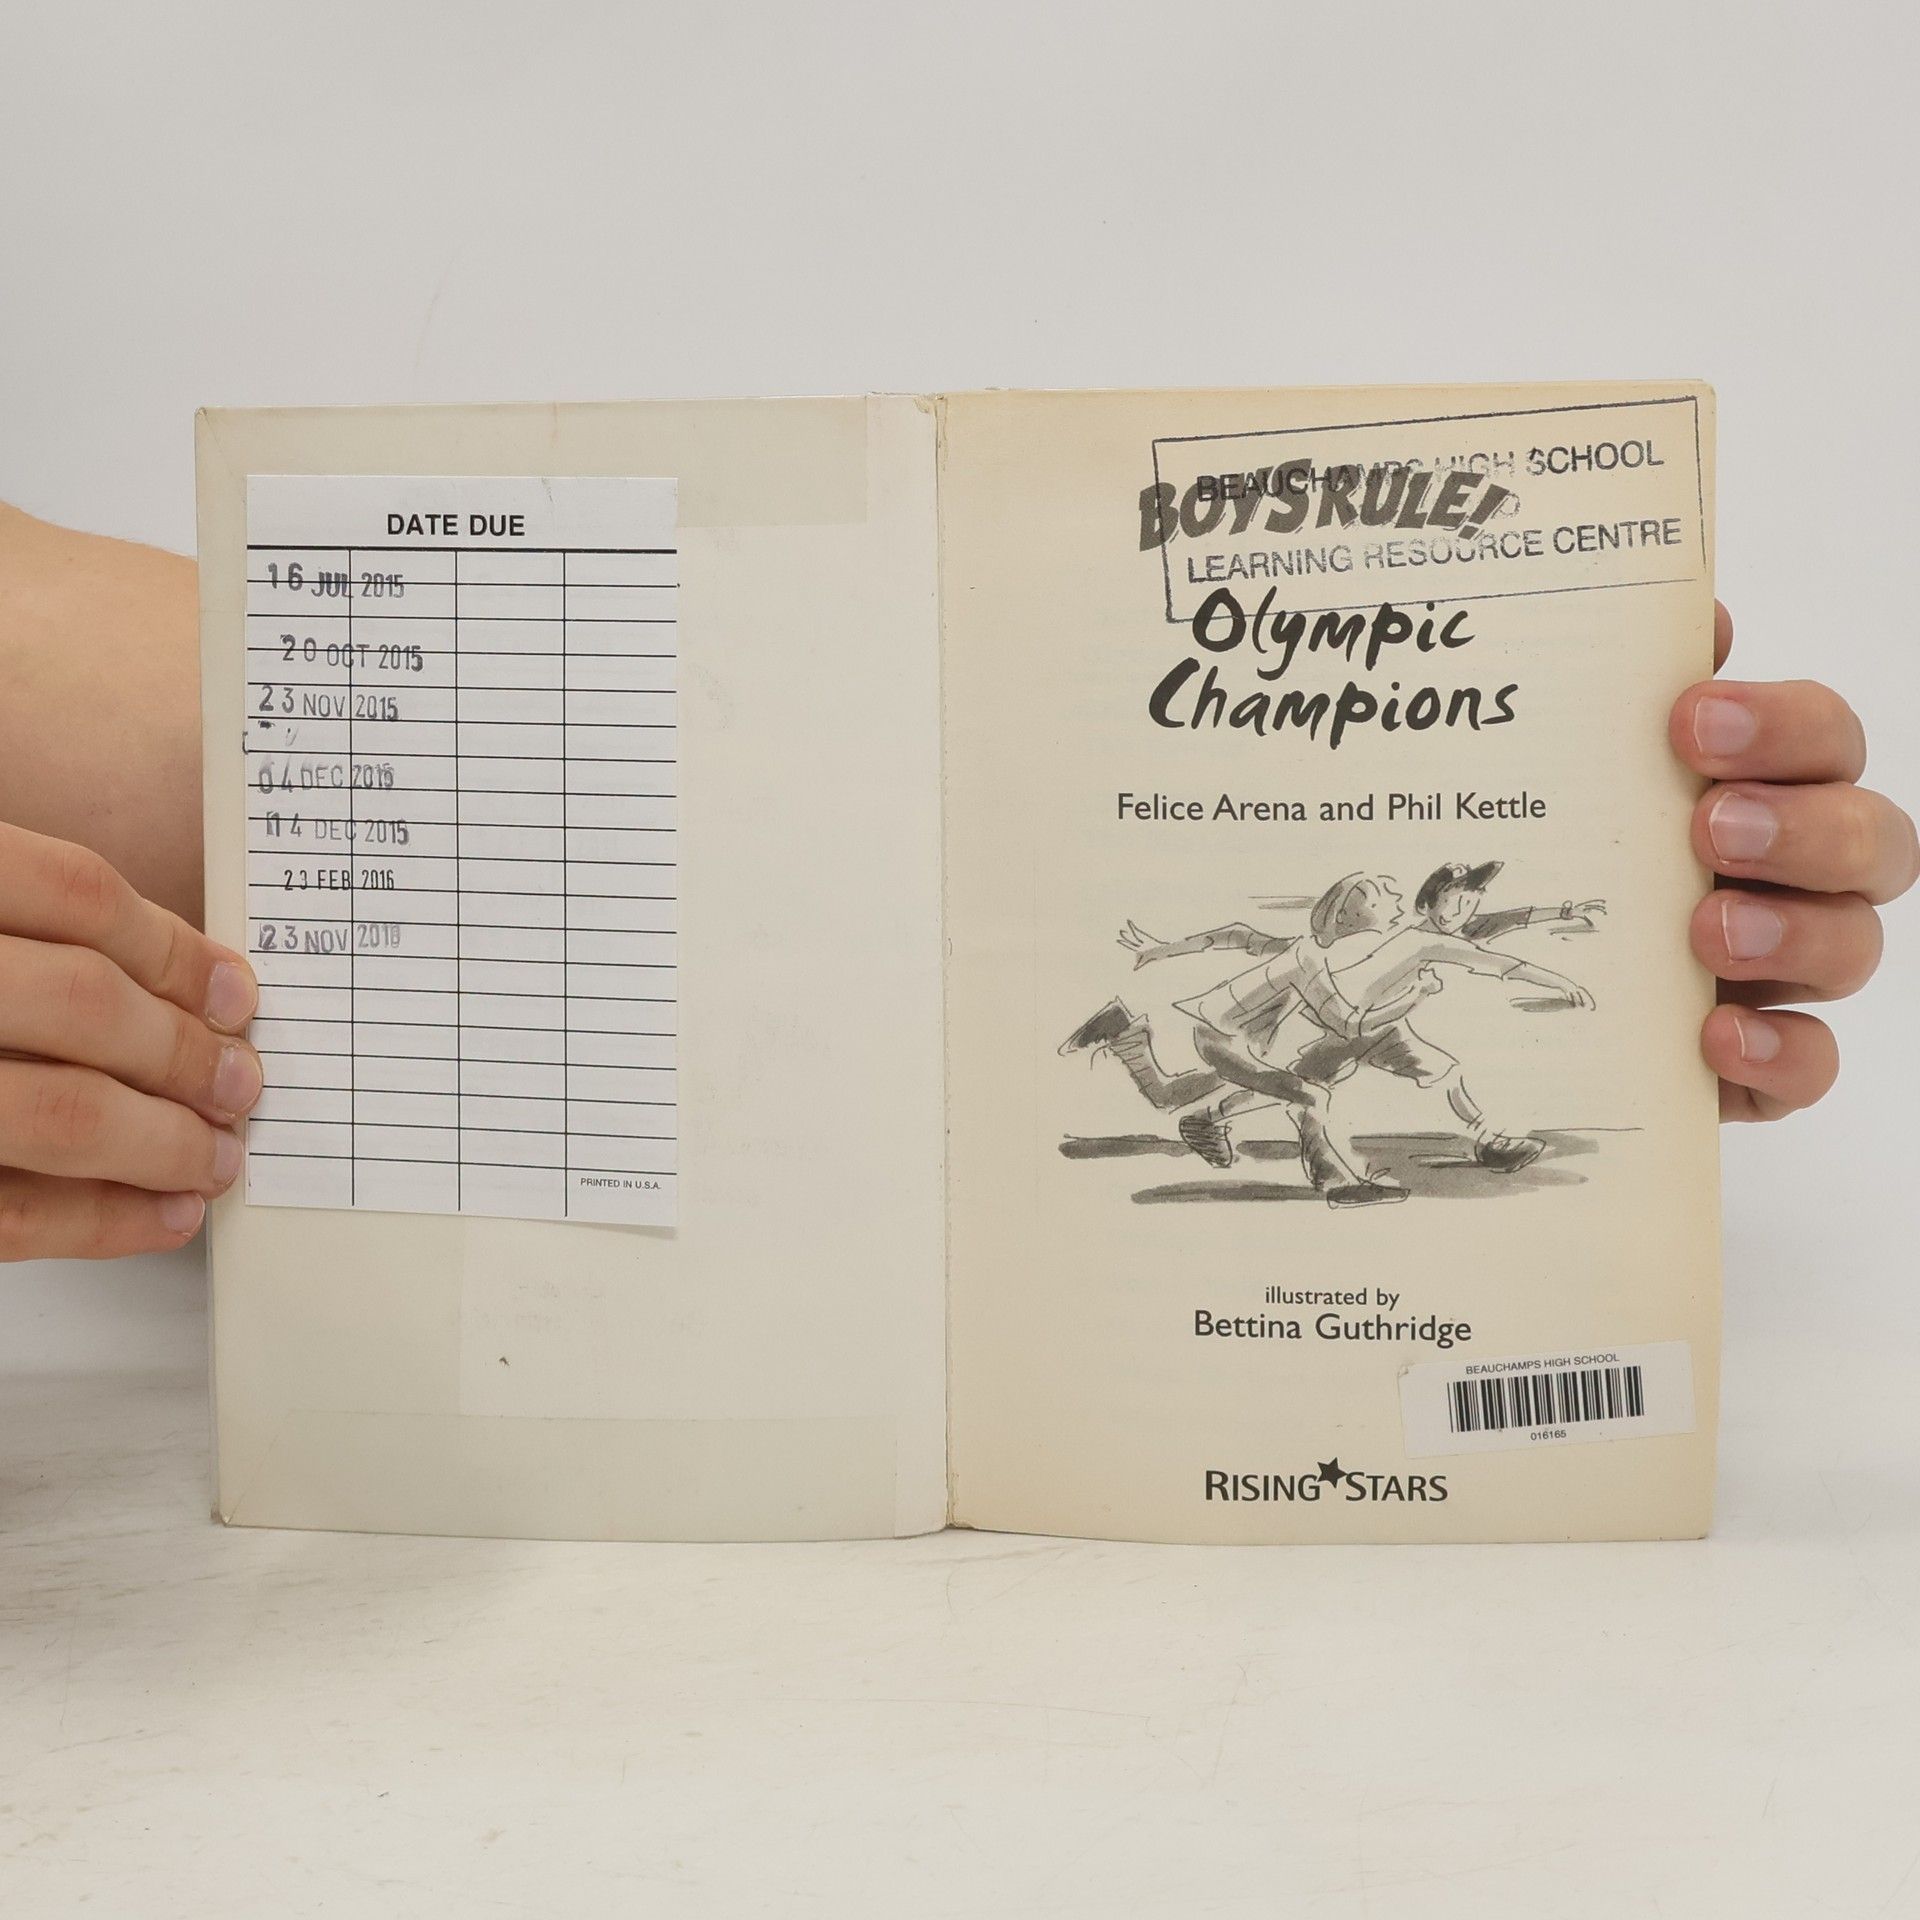 DATE DUE
16 JUL 2015
20 OCT 2015
23 NOV 2015
04 DEC 2015
14 DEC 2015
23 FEB 2016
23 NOV
PRINTED IN U.S.A.
BEAUCHAMPS HIGH SCHOOL
BOYS RULE!
LEARNING RESOURCE CENTRE
Olympic
Champions
Felice Arena and Phil Kettle
illustrated by
Bettina Guthridge
BEAUCHAMPS HIGH SCHOOL
016165
RISING STARS